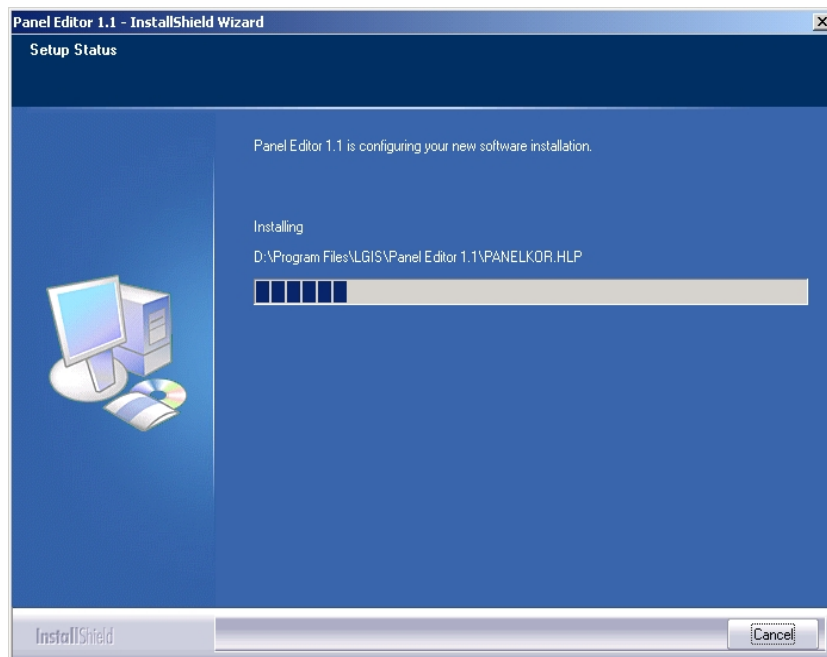 Panel Editor 1.1 - InstallShield Wizard
Setup Status
Panel Editor 1.1 is configuring your new software installation.
Installing
D:\Program Files\LGIS\Panel Editor 1.1\PANELKOR.HLP
InstallShield
Cancel